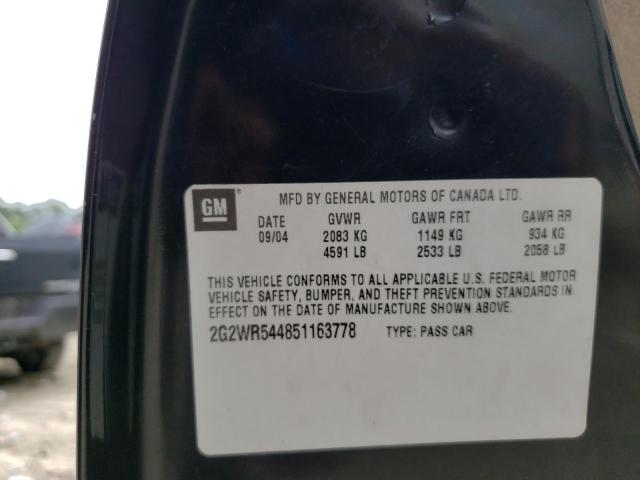 GM® MFD BY GENERAL MOTORS OF CANADA LTD.
DATE GVWR GAWR FRT GAWR RR
09/04 2083 KG 1149 KG 934 KG
4591 LB 2533 LB 2058 LB
THIS VEHICLE CONFORMS TO ALL APPLICABLE U.S. FEDERAL MOTOR
VEHICLE SAFETY, BUMPER, AND THEFT PREVENTION STANDARDS IN
EFFECT ON THE DATE OF MANUFACTURE SHOWN ABOVE.
2G2WR544851163778 TYPE: PASS CAR